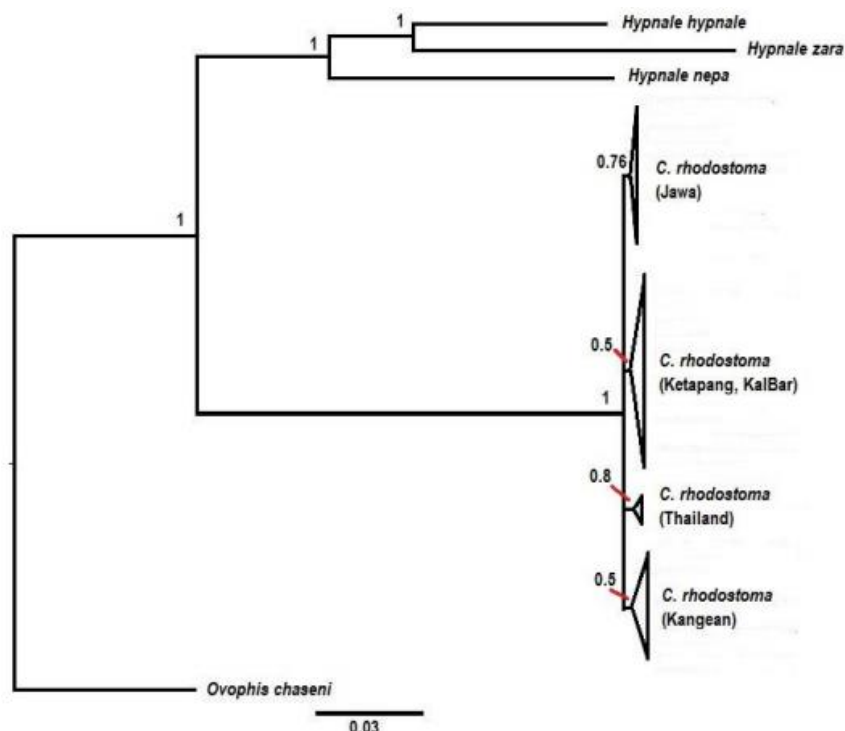 1
Hypnale hypnale
1
Hypnale zara
Hypnale nepa
0.76
C. rhodostoma
(Jawa)
1
0.5
C. rhodostoma
(Ketapang, KalBar)
1
0.8
C. rhodostoma
(Thailand)
0.5
C. rhodostoma
(Kangean)
Ovophis chaseni
0.03